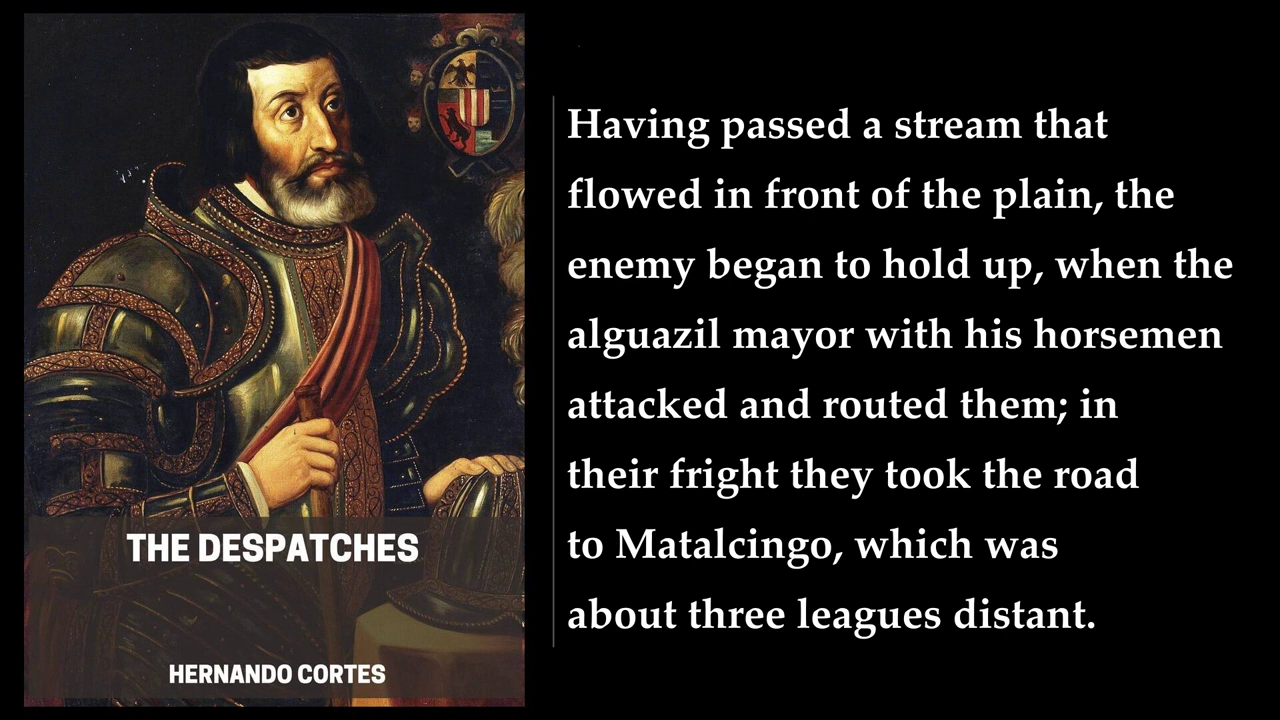 THE DESPATCHES
HERNANDO CORTES
Having passed a stream that
flowed in front of the plain, the
enemy began to hold up, when the
alguazil mayor with his horsemen
attacked and routed them; in
their fright they took the road
to Matalcingo, which was
about three leagues distant.